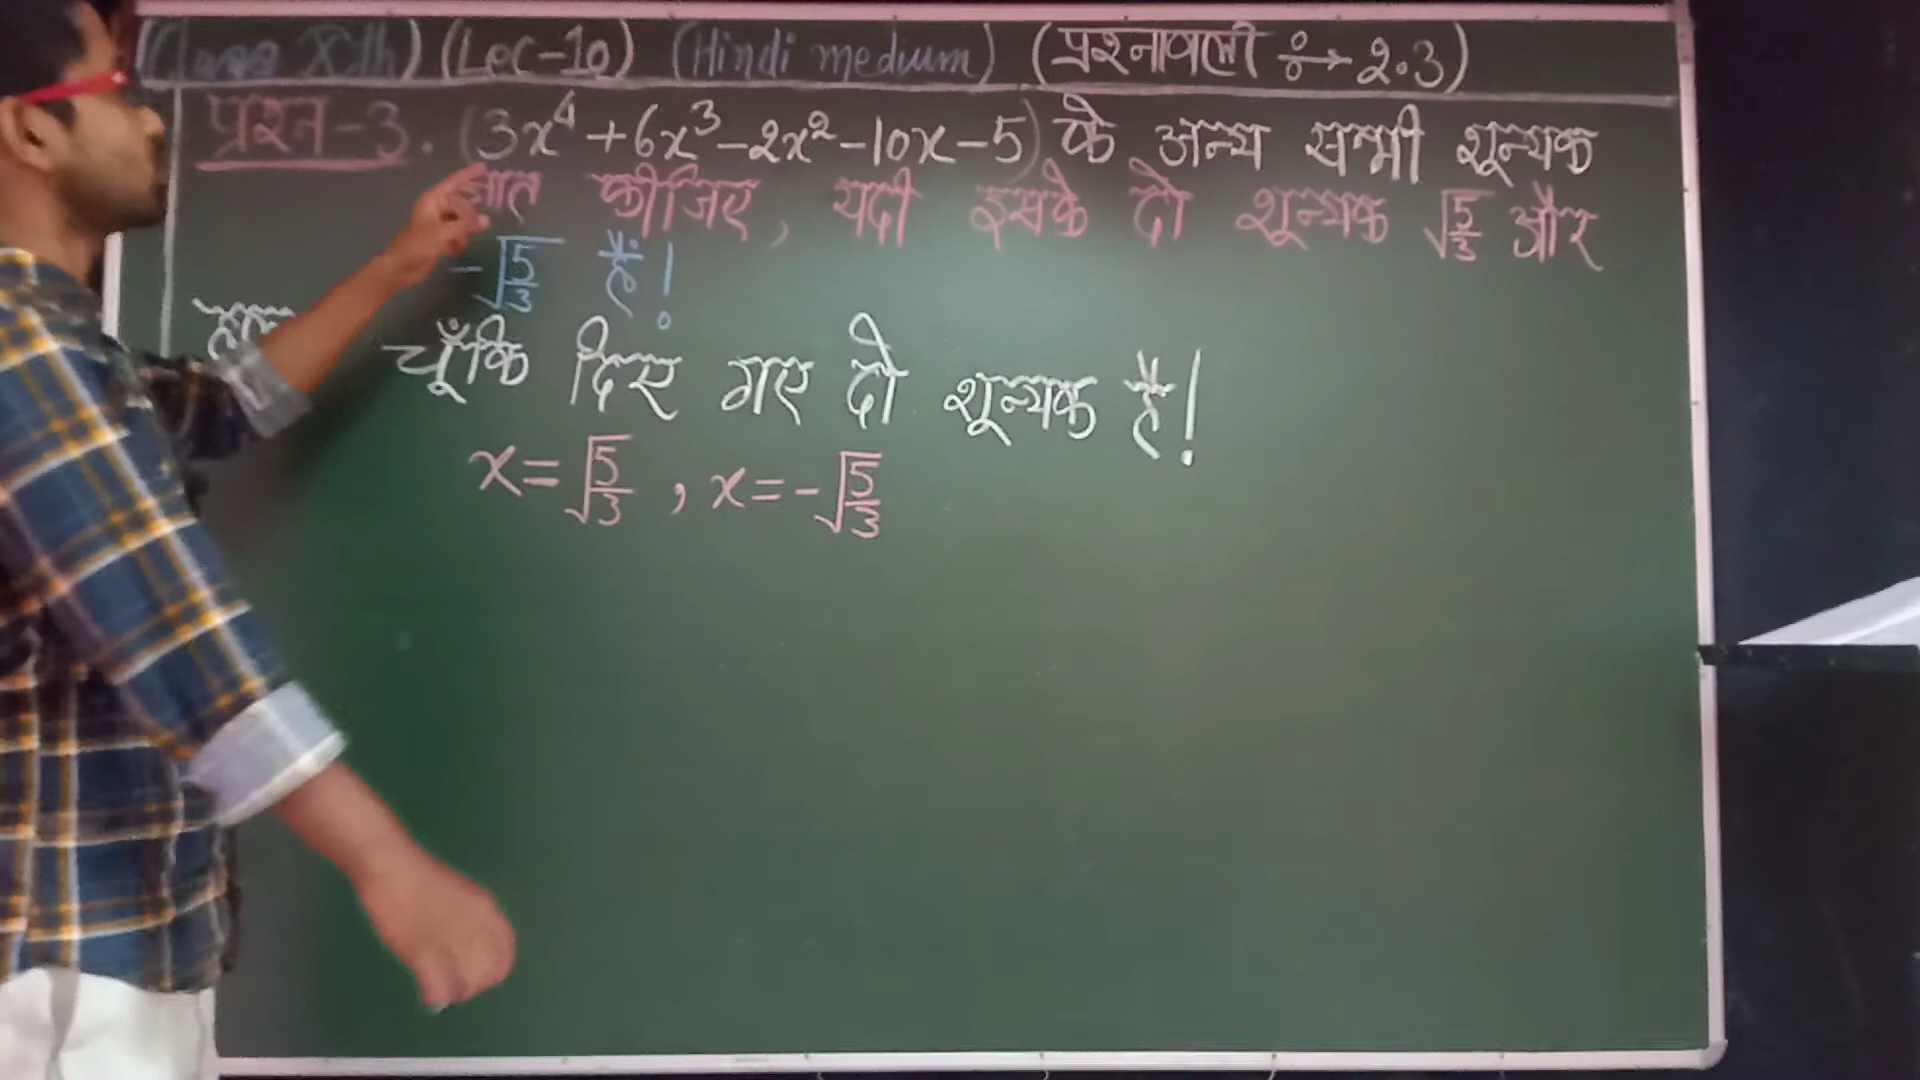 (Class Xth) (Lec-10) (Hindi medium) (प्रश्नावली ÷→ 2.3)
प्रश्न-3. (3x⁴+6x³-2x²-10x-5) के अन्य सभी शून्यक
ज्ञात कीजिए, यदी इसके दो शून्यक √5/3 और
-√5/3 हैं!
हल
चूँकि दिए गए दो शून्यक है!
x=√5/3, x=-√5/3